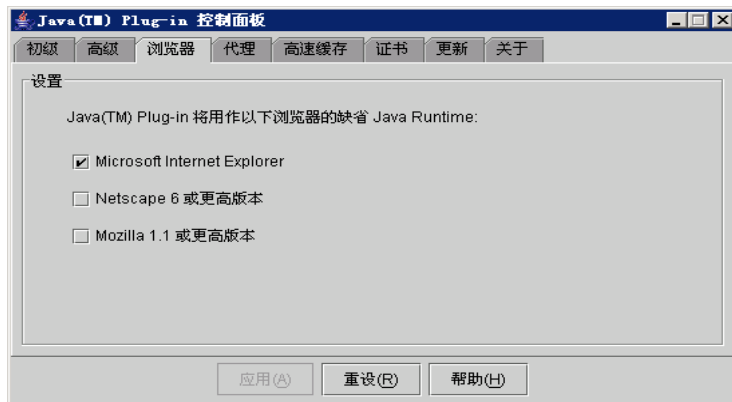 Java(TM) Plug-in 控制面板
初级 高级 浏览器 代理 高速缓存 证书 更新 关于
设置
Java(TM) Plug-in 将用作以下浏览器的缺省 Java Runtime:
Microsoft Internet Explorer
Netscape 6 或更高版本
Mozilla 1.1 或更高版本
应用(A) 重设(R) 帮助(H)